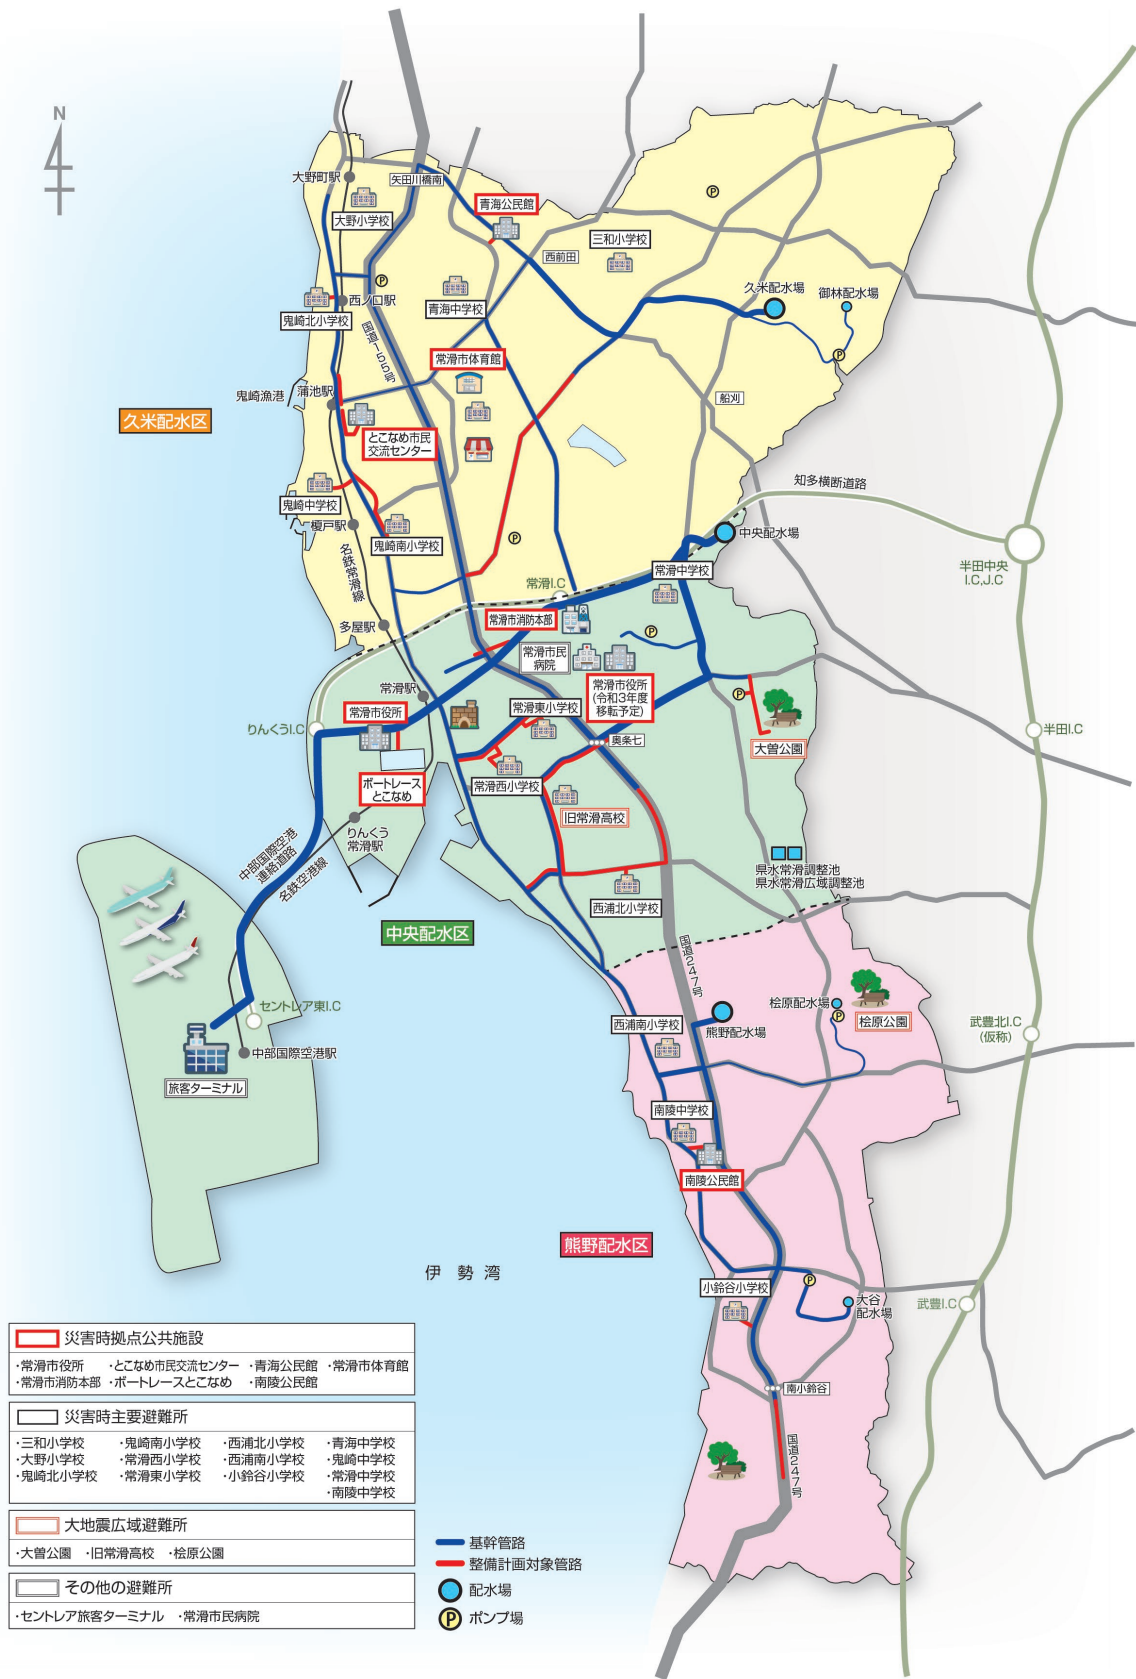 N
大野町駅
矢田川橋南
青海公民館
大野小学校
三和小学校
西前田
久米配水場
御林配水場
P
P
西ノ口駅
鬼崎北小学校
青海中学校
国道155号
常滑市体育館
P
鬼崎漁港
蒲池駅
船刈
久米配水区
とこなめ市民
交流センター
知多横断道路
鬼崎中学校
榎戸駅
鬼崎南小学校
P
中央配水場
半田中央
I.C,J.C
名鉄常滑線
常滑I.C
常滑中学校
多屋駅
常滑市消防本部
P
常滑市民
病院
常滑市役所
(令和3年度
移転予定)
常滑駅
P
常滑市役所
常滑東小学校
りんくうI.C
奥条七
大曽公園
半田I.C
ボートレース
とこなめ
常滑西小学校
旧常滑高校
りんくう
常滑駅
中部国際空港
連絡道路
名鉄空港線
県水常滑調整池
県水常滑広域調整池
西浦北小学校
中央配水区
国道247号
セントレア東I.C
桧原配水場
P
桧原公園
西浦南小学校
熊野配水場
武豊北I.C
(仮称)
中部国際空港駅
旅客ターミナル
南陵中学校
南陵公民館
熊野配水区
伊勢湾
小鈴谷小学校
P
大谷
配水場
武豊I.C
南小鈴谷
国道247号
災害時拠点公共施設
・常滑市役所 ・とこなめ市民交流センター ・青海公民館 ・常滑市体育館
・常滑市消防本部 ・ボートレースとこなめ ・南陵公民館
災害時主要避難所
・三和小学校 ・鬼崎南小学校 ・西浦北小学校 ・青海中学校
・大野小学校 ・常滑西小学校 ・西浦南小学校 ・鬼崎中学校
・鬼崎北小学校 ・常滑東小学校 ・小鈴谷小学校 ・常滑中学校
・南陵中学校
大地震広域避難所
・大曽公園 ・旧常滑高校 ・桧原公園
その他の避難所
・セントレア旅客ターミナル ・常滑市民病院
基幹管路
整備計画対象管路
配水場
P ポンプ場